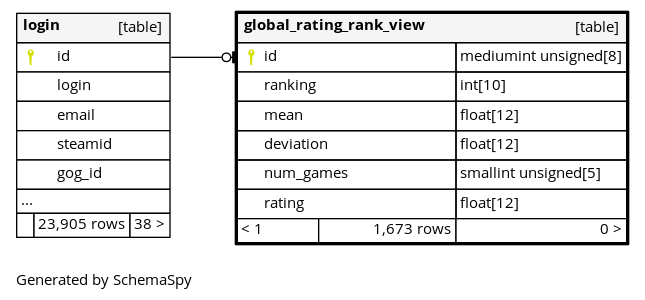 login [table]
id
login
email
steamid
gog_id
...
23,905 rows 38 >
global_rating_rank_view [table]
id mediumint unsigned[8]
ranking int[10]
mean float[12]
deviation float[12]
num_games smallint unsigned[5]
rating float[12]
< 1 1,673 rows 0 >
Generated by SchemaSpy